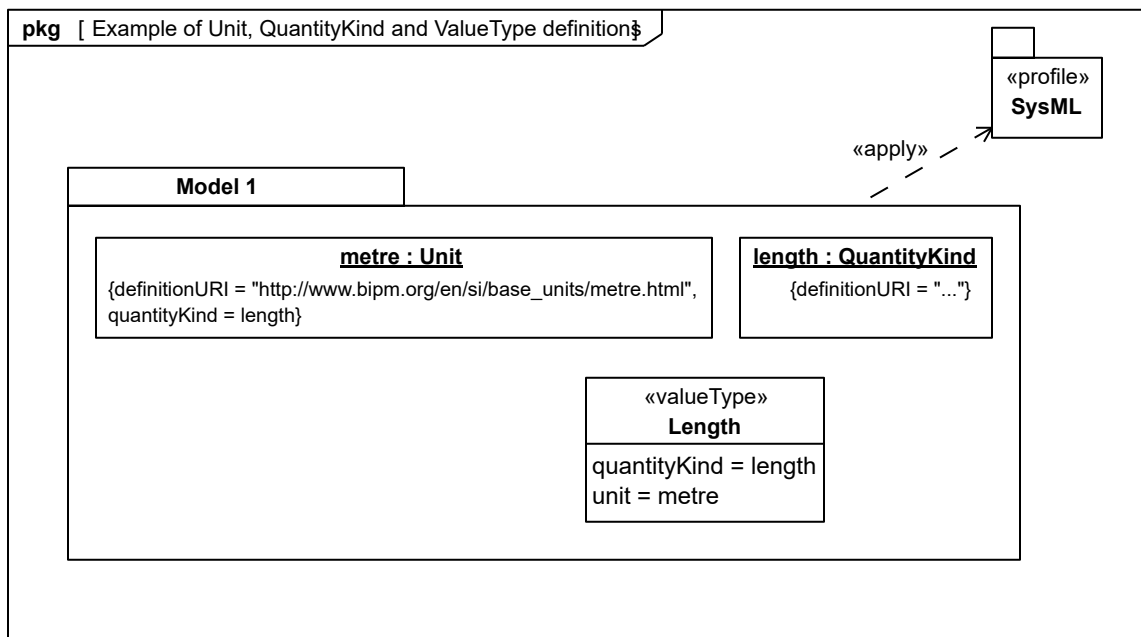 pkg [ Example of Unit, QuantityKind and ValueType definitions]
«profile»
SysML
«apply»
Model 1
metre : Unit
{definitionURI = "http://www.bipm.org/en/si/base_units/metre.html",
quantityKind = length}
length : QuantityKind
{definitionURI = "..."}
«valueType»
Length
quantityKind = length
unit = metre